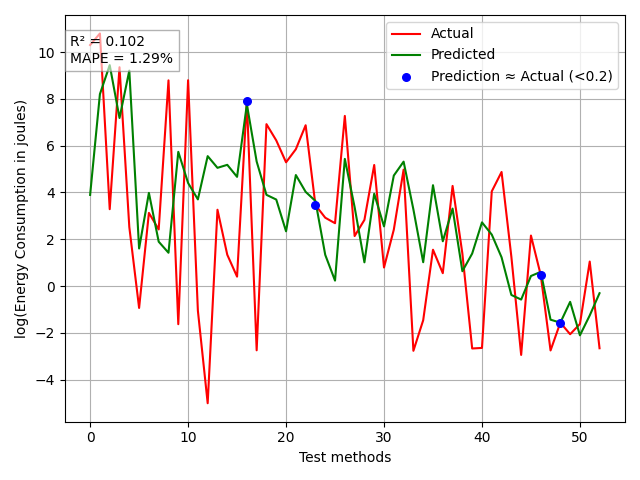 R² = 0.102
MAPE = 1.29%
Actual
Predicted
Prediction ≈ Actual (<0.2)
log(Energy Consumption in joules)
10
8
6
4
2
0
−2
−4
0
10
20
30
40
50
Test methods